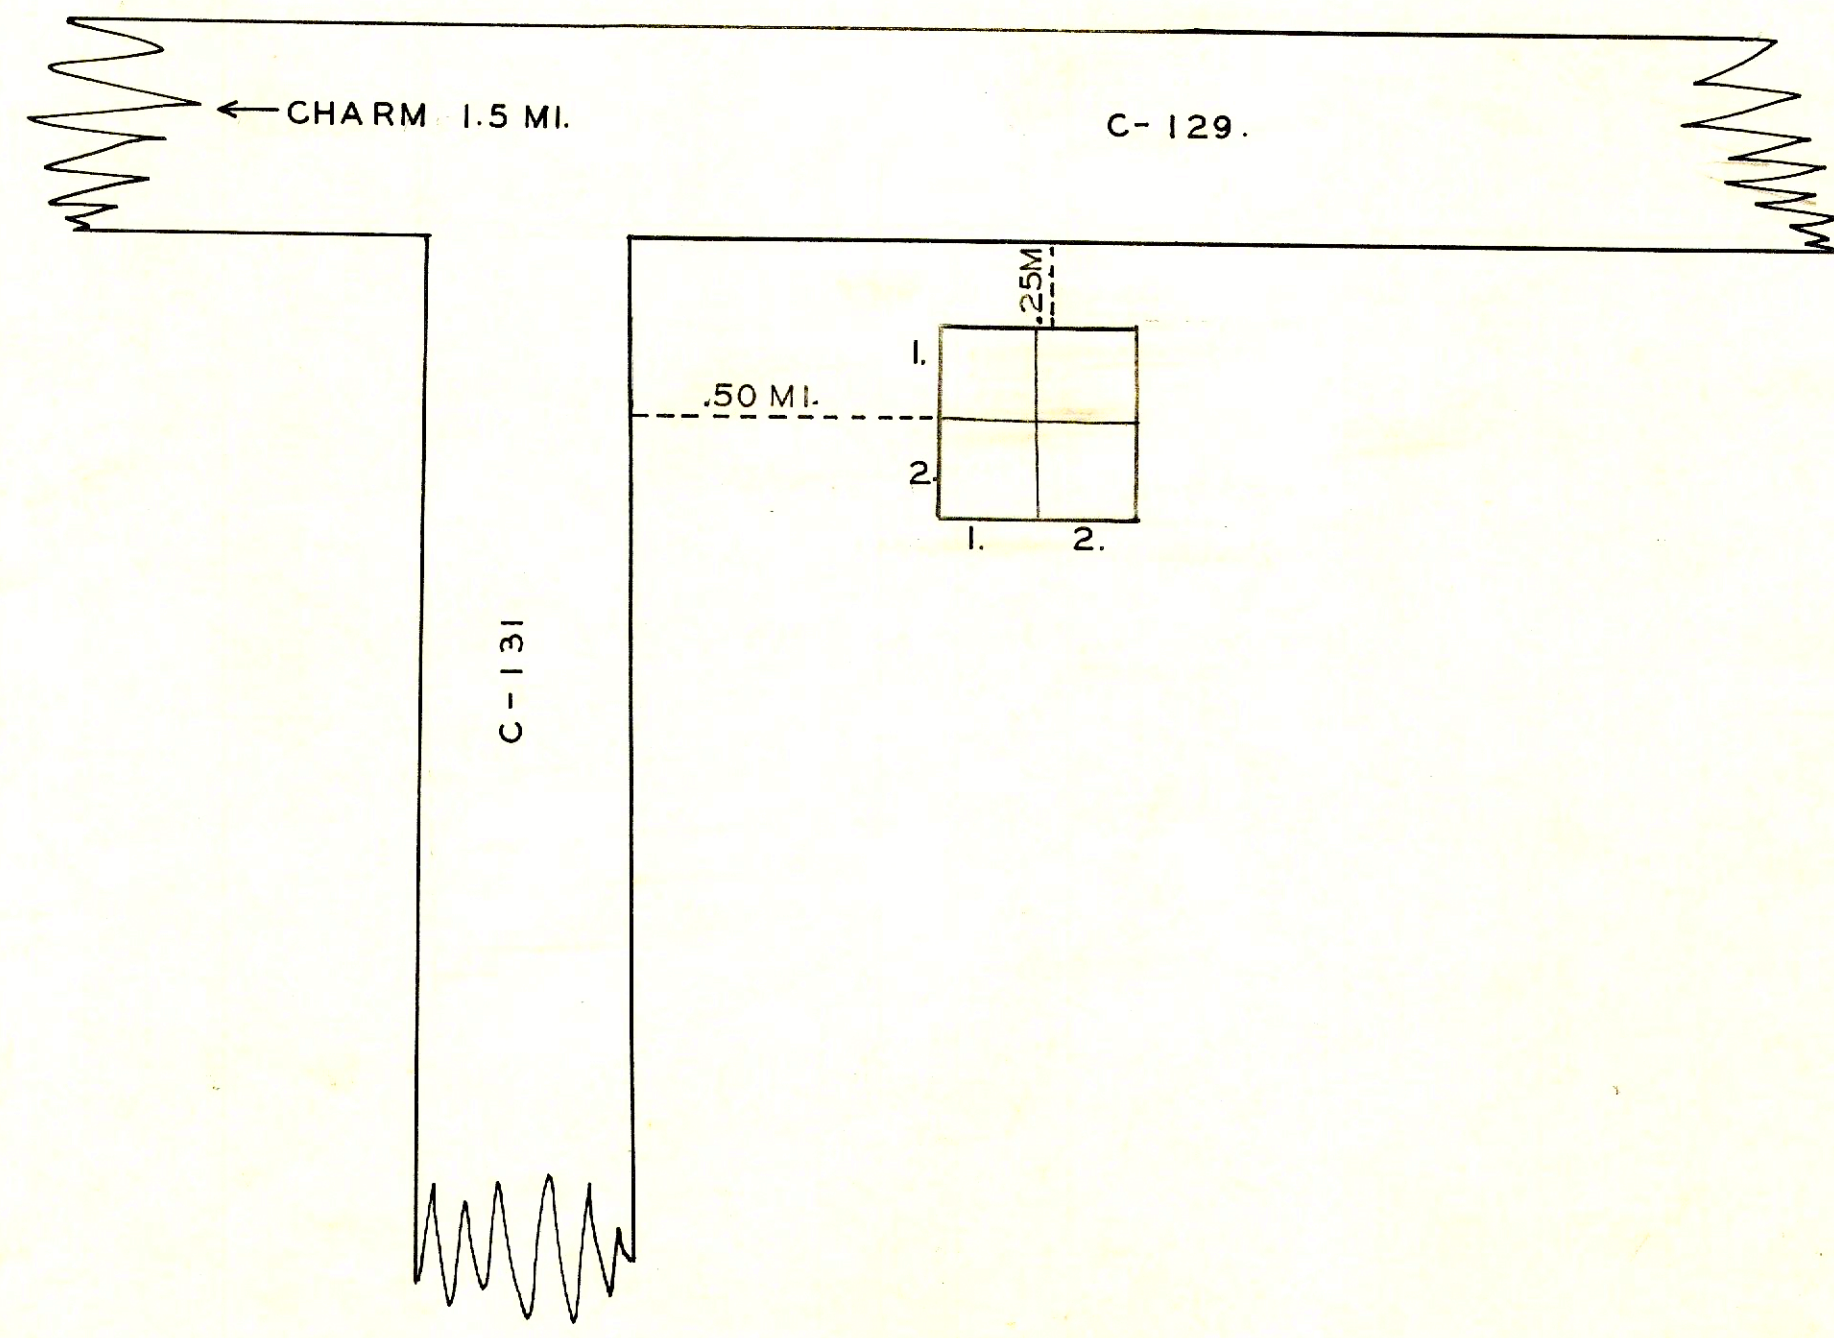 ← CHARM 1.5 MI.
C-129.
.25M
1.
.50 MI.
2.
1. 2.
C-131